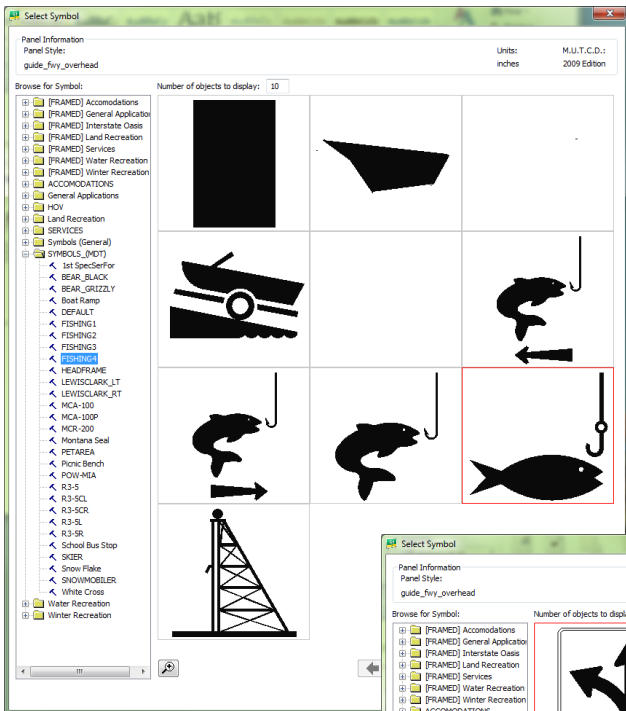 Select Symbol
Panel Information
Panel Style:
Units:
M.U.T.C.D.:
guide_fwy_overhead
inches
2009 Edition
Browse for Symbol:
Number of objects to display: 10
[FRAMED] Accomodations
[FRAMED] General Application
[FRAMED] Interstate Oasis
[FRAMED] Land Recreation
[FRAMED] Services
[FRAMED] Water Recreation
[FRAMED] Winter Recreation
ACCOMODATIONS
General Applications
HOV
Land Recreation
SERVICES
Symbols (General)
SYMBOLS_(MDT)
1st SpecSerFor
BEAR_BLACK
BEAR_GRIZZLY
Boat Ramp
DEFAULT
FISHING1
FISHING2
FISHING3
FISHING4
HEADFRAME
LEWISCLARK_LT
LEWISCLARK_RT
MCA-100
MCA-100P
MCR-200
Montana Seal
PETAREA
Picnic Bench
POW-MIA
R3-5
R3-5CL
R3-5CR
R3-5L
R3-5R
School Bus Stop
SKIER
Snow Flake
SNOWMOBILER
White Cross
Water Recreation
Winter Recreation
Select Symbol
Panel Information
Panel Style:
guide_fwy_overhead
Browse for Symbol:
Number of objects to display
[FRAMED] Accomodations
[FRAMED] General Application
[FRAMED] Interstate Oasis
[FRAMED] Land Recreation
[FRAMED] Services
[FRAMED] Water Recreation
[FRAMED] Winter Recreation
ACCOMODATIONS